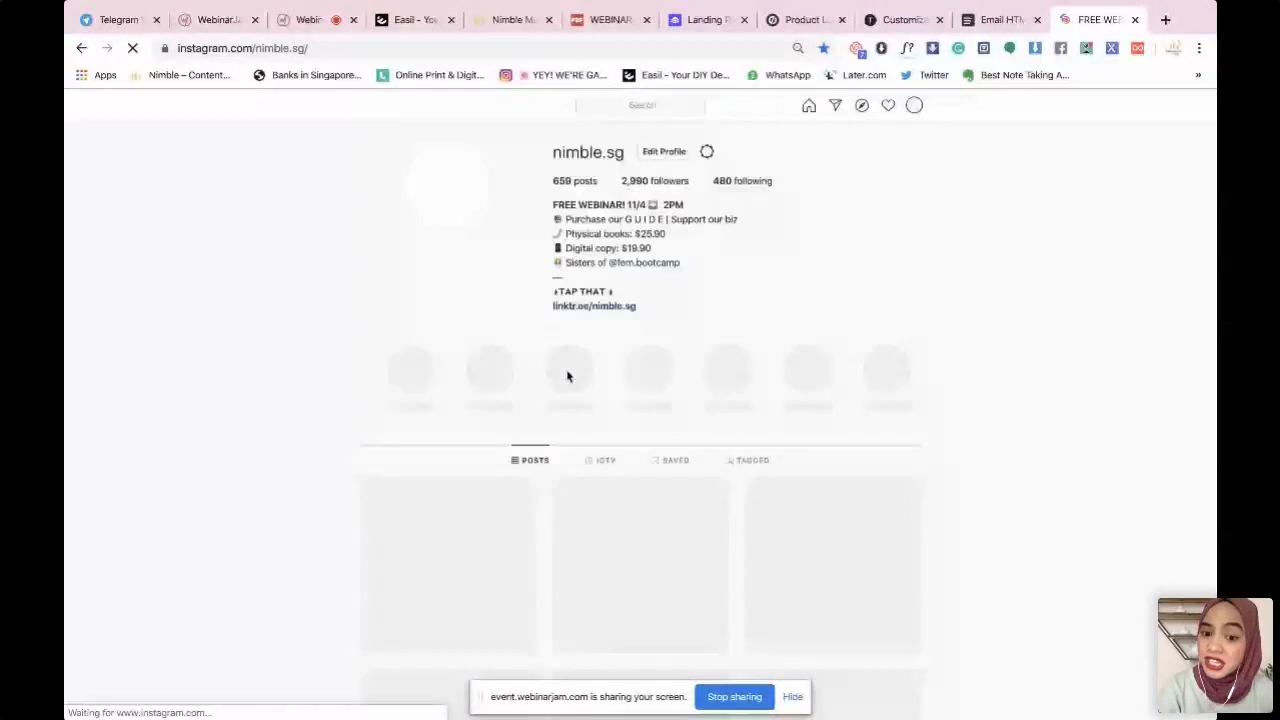 Telegram
Webinar.J
Webin
Easil - Yo
Nimble M
WEBINAR
Landing P
Product L
Customiz
Email HTM
FREE WEB
instagram.com/nimble.sg/
Apps
Nimble – Content...
Banks in Singapore...
Online Print & Digit...
YEY! WE'RE GA...
Easil - Your DIY De...
WhatsApp
Later.com
Twitter
Best Note Taking A...
»
Search
nimble.sg Edit Profile
659 posts 2,990 followers 480 following
FREE WEBINAR! 11/4 2PM
Purchase our G U I D E | Support our biz
Physical books: $25.90
Digital copy: $19.90
Sisters of @fem.bootcamp
—
TAP THAT
linktr.ee/nimble.sg
POSTS IGTV SAVED TAGGED
event.webinarjam.com is sharing your screen. Stop sharing Hide
Waiting for www.instagram.com...